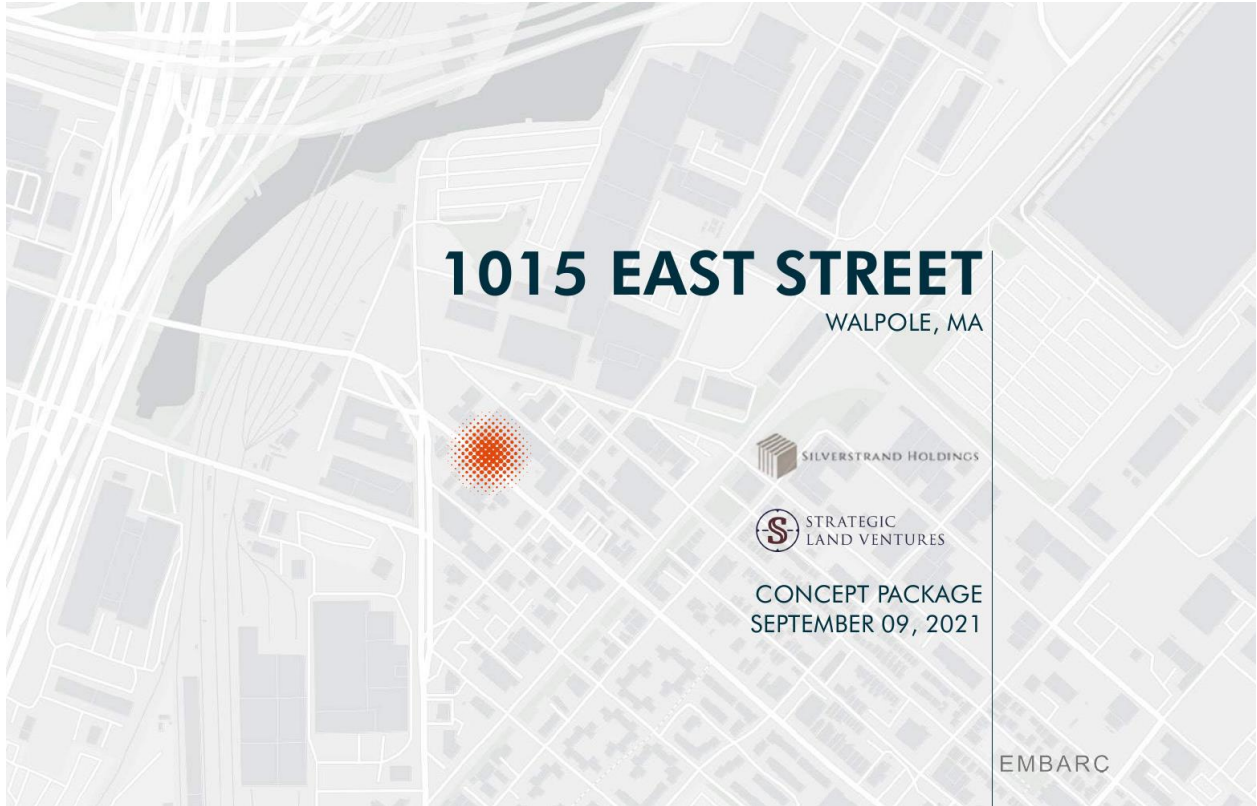 1015 EAST STREET
WALPOLE, MA
SILVERSTRAND HOLDINGS
S
STRATEGIC
LAND VENTURES
CONCEPT PACKAGE
SEPTEMBER 09, 2021
EMBARC